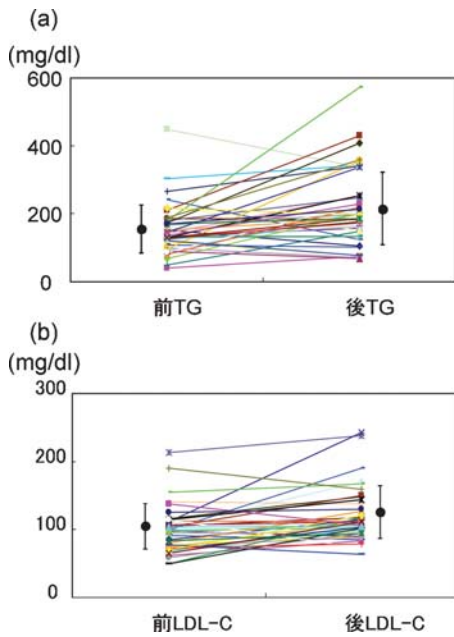 (a)
(mg/dl)
600
400
200
0
前TG 後TG
(b)
(mg/dl)
300
200
100
0
前LDL-C 後LDL-C